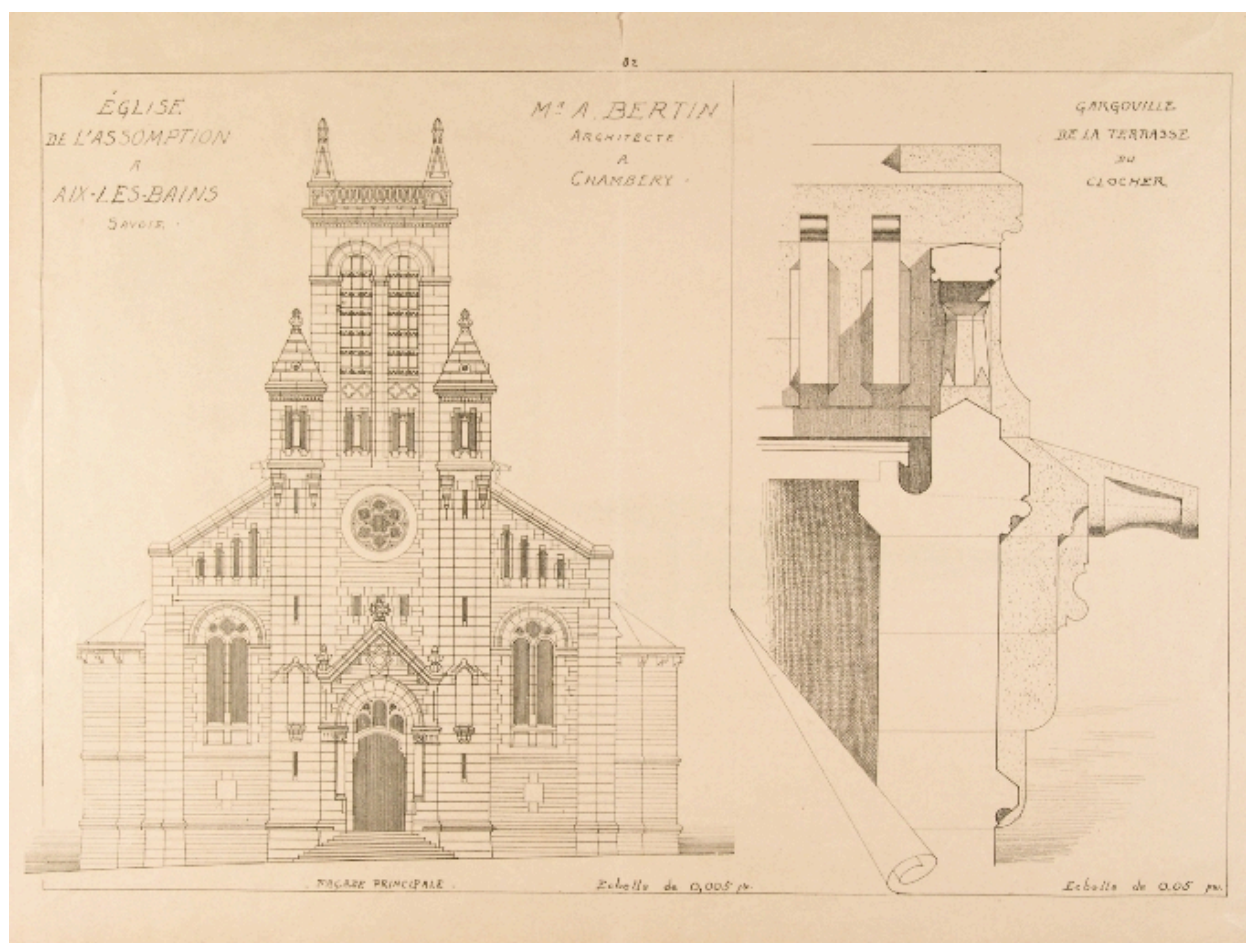 82
ÉGLISE
DE L'ASSOMPTION
A
AIX-LES-BAINS
SAVOIE.
Mr A. BERTIN
ARCHITECTE
A
CHAMBÉRY.
GARGOUILLE
DE LA TERRASSE
DU
CLOCHER
FAÇADE PRINCIPALE.
Echelle de 0,005 pm.
Echelle de 0.05 pm.